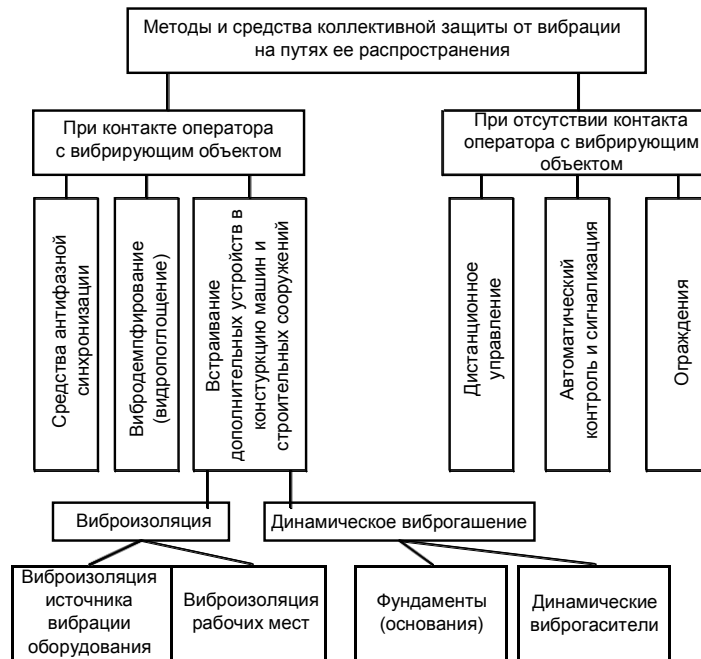 Методы и средства коллективной защиты от вибрации
на путях ее распространения
При контакте оператора
с вибрирующим объектом
При отсутствии контакта
оператора с вибрирующим
объектом
Средства антифазной
синхронизации
Вибродемпфирование
(видропоглощение)
Встраивание
дополнительных устройств в
констуркцию машин и
строительных сооружений
Дистанционное
управление
Автоматический
контроль и сигнализация
Ограждения
Виброизоляция
Динамическое виброгашение
Виброизоляция
источника
вибрации
оборудования
Виброизоляция
рабочих мест
Фундаменты
(основания)
Динамические
виброгасители